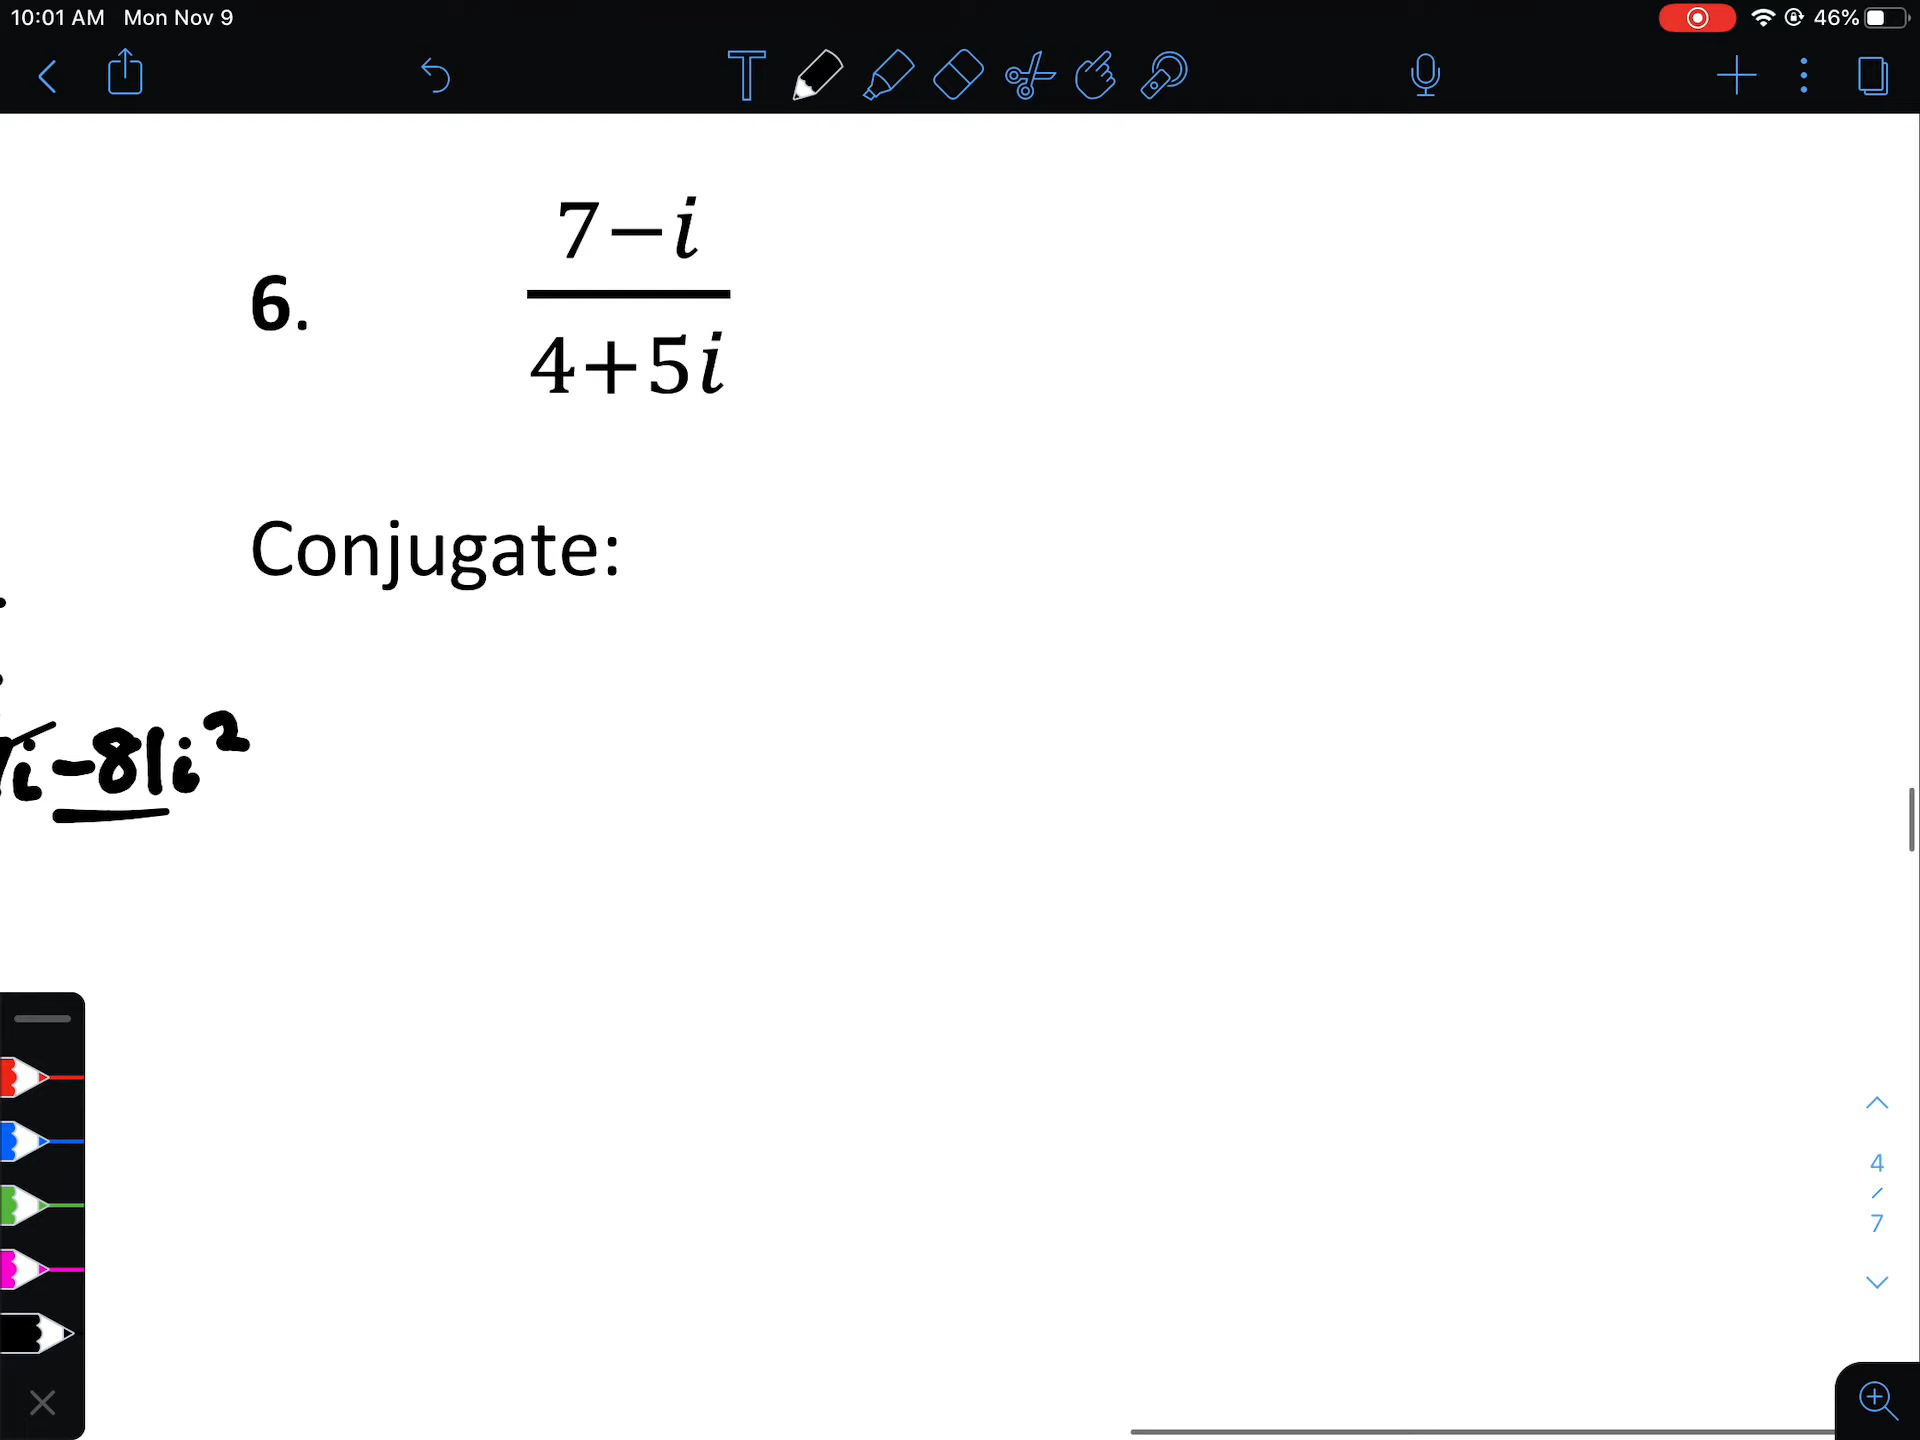 10:01 AM Mon Nov 9
46%
T
6.
7−i
4+5i
Conjugate:
i−81i²
4
/
7